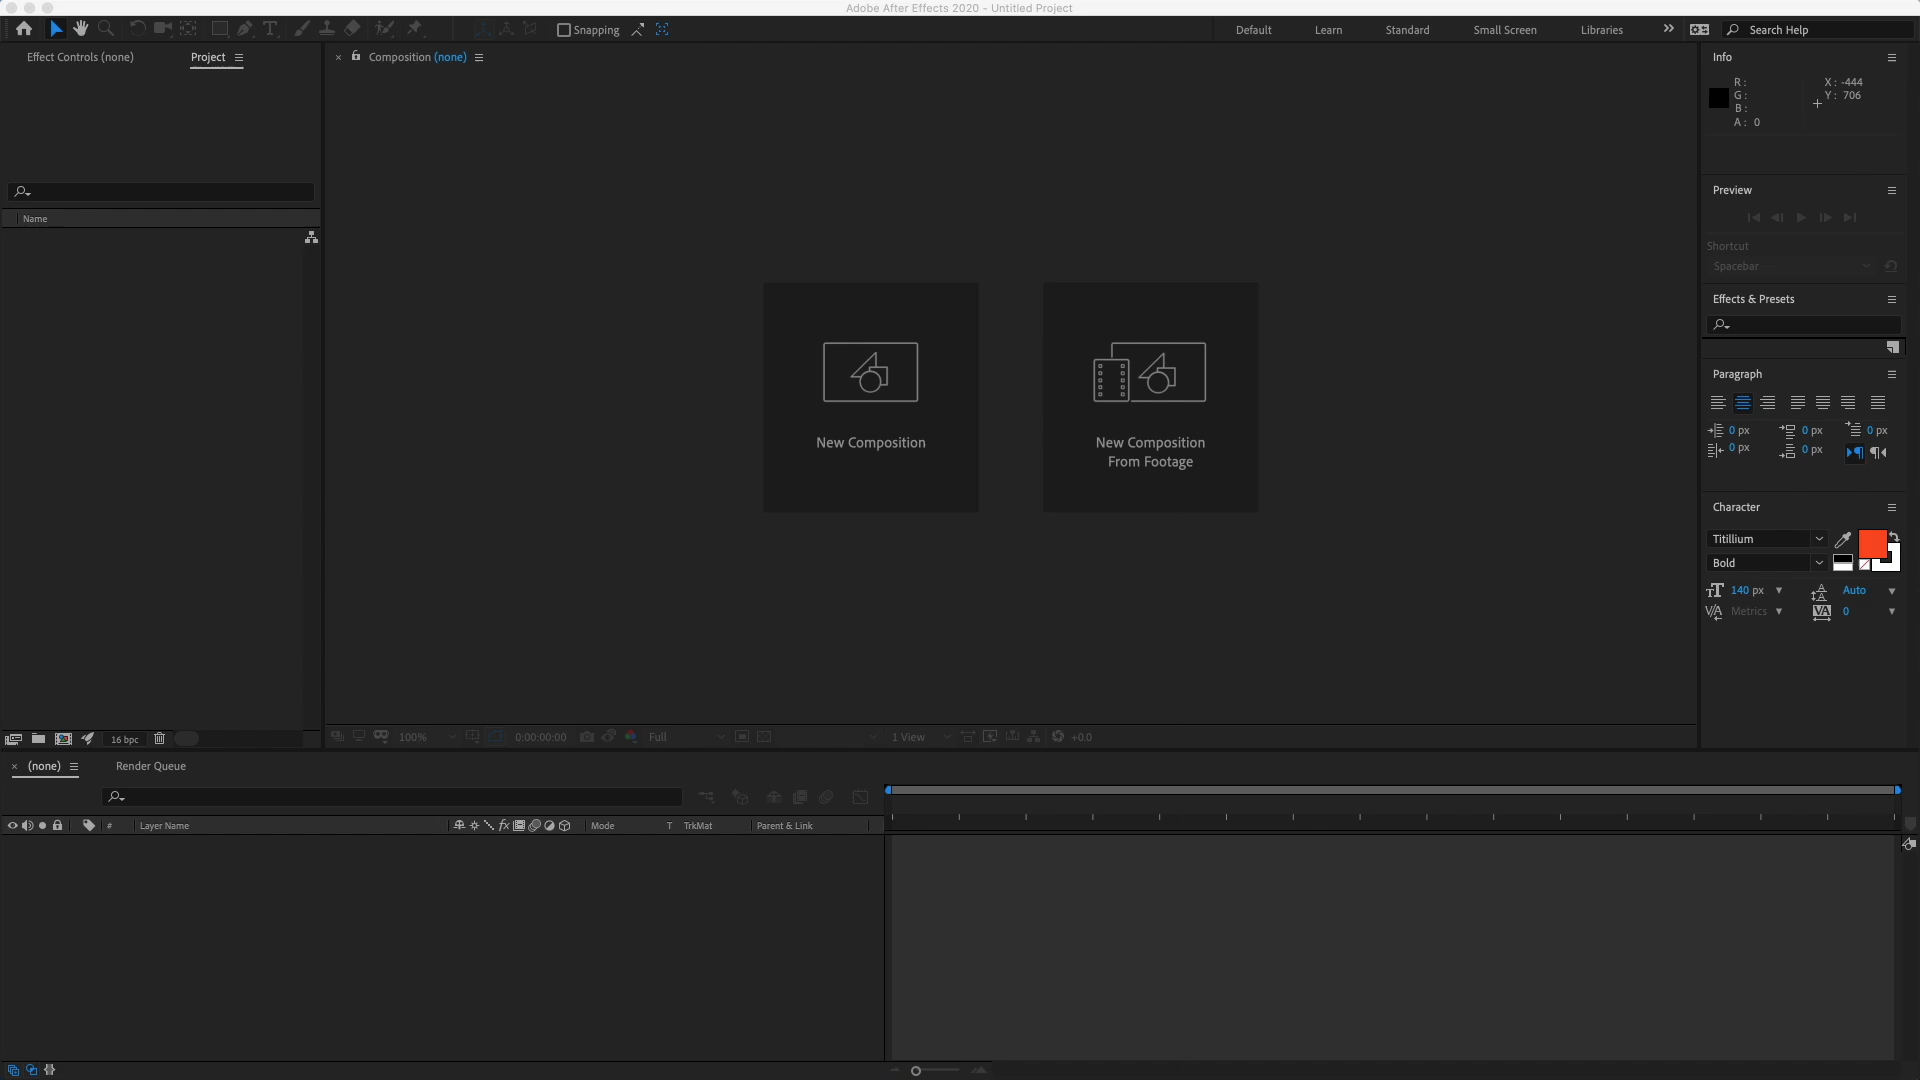 Adobe After Effects 2020 - Untitled Project
Snapping
Default
Learn
Standard
Small Screen
Libraries
Search Help
Effect Controls (none)
Project
Composition (none)
Info
R :
G :
B :
A : 0
X : -444
Y : 706
Preview
Shortcut
Spacebar
Effects & Presets
Name
New Composition
New Composition
From Footage
Paragraph
0 px
0 px
0 px
0 px
0 px
Character
Titillium
Bold
140 px
Auto
Metrics
0
16 bpc
100%
0:00:00:00
Full
1 View
+0.0
(none)
Render Queue
#
Layer Name
fx
Mode
T
TrkMat
Parent & Link